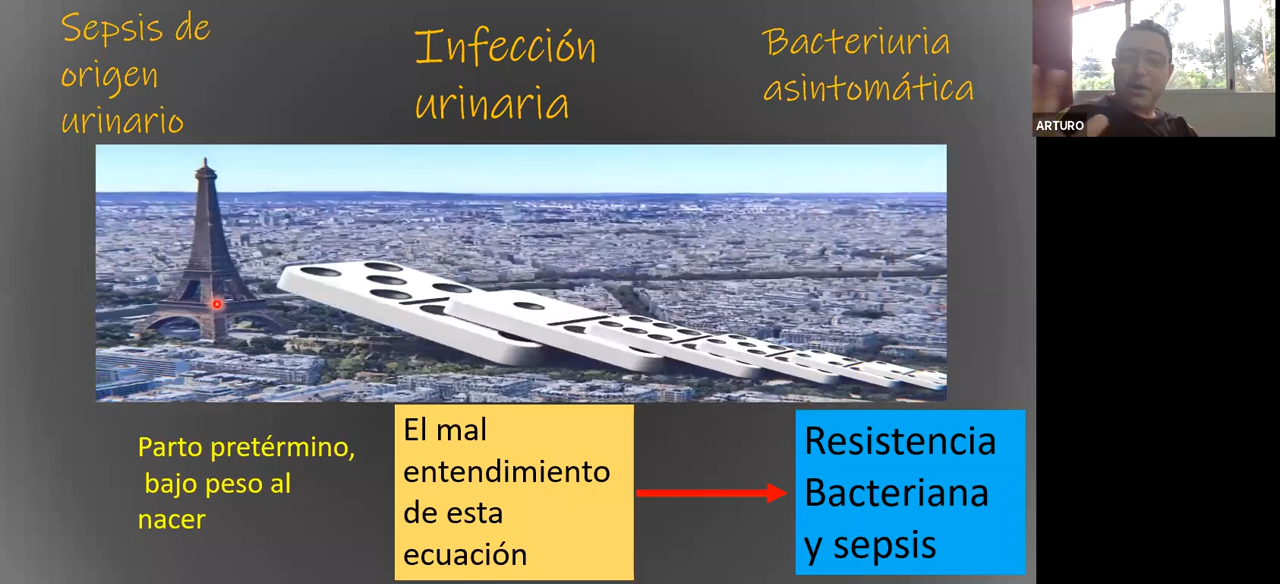 Sepsis de
origen
urinario
Infección
urinaria
Bacteriuria
asintomática
ARTURO
Parto pretérmino,
bajo peso al
nacer
El mal
entendimiento
de esta
ecuación
Resistencia
Bacteriana
y sepsis